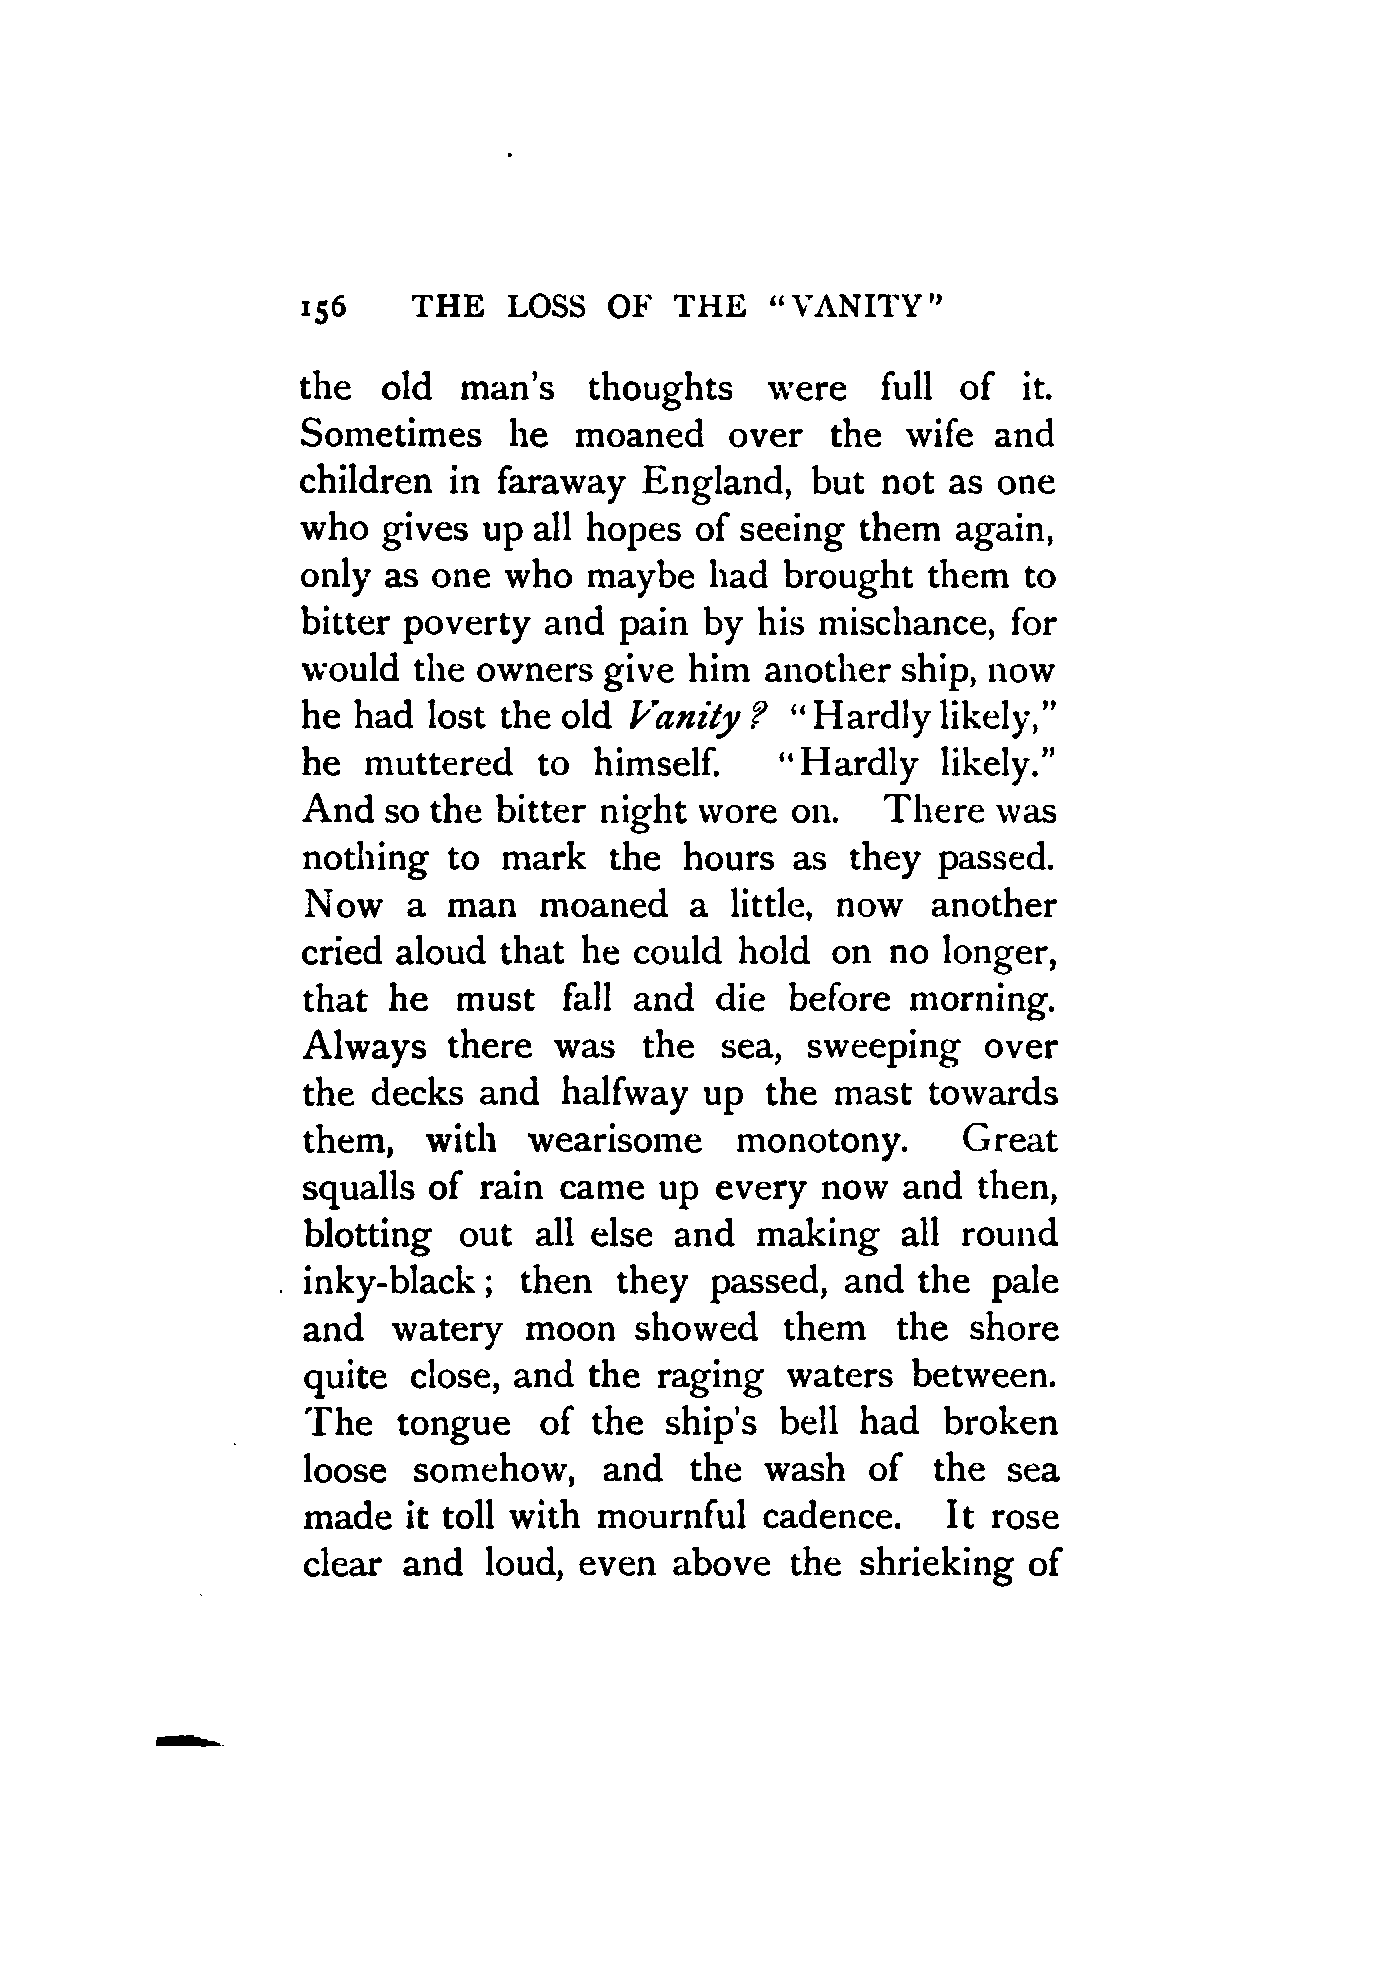 156 THE LOSS OF THE "VANITY"
the old man's thoughts were full of it.
Sometimes he moaned over the wife and
children in faraway England, but not as one
who gives up all hopes of seeing them again,
only as one who maybe had brought them to
bitter poverty and pain by his mischance, for
would the owners give him another ship, now
he had lost the old Vanity? "Hardly likely,"
he muttered to himself. "Hardly likely."
And so the bitter night wore on. There was
nothing to mark the hours as they passed.
Now a man moaned a little, now another
cried aloud that he could hold on no longer,
that he must fall and die before morning.
Always there was the sea, sweeping over
the decks and halfway up the mast towards
them, with wearisome monotony. Great
squalls of rain came up every now and then,
blotting out all else and making all round
inky-black; then they passed, and the pale
and watery moon showed them the shore
quite close, and the raging waters between.
The tongue of the ship's bell had broken
loose somehow, and the wash of the sea
made it toll with mournful cadence. It rose
clear and loud, even above the shrieking of